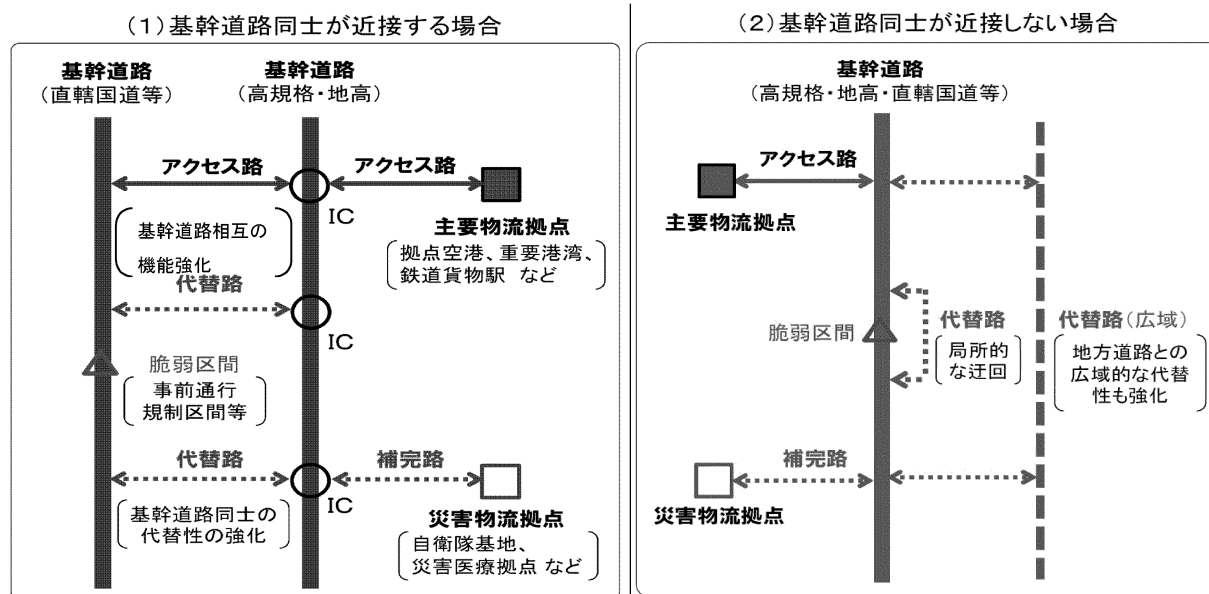 (1)基幹道路同士が近接する場合
基幹道路
(直轄国道等)
基幹道路
(高規格・地高)
アクセス路
アクセス路
IC
基幹道路相互の
機能強化
主要物流拠点
拠点空港、重要港湾、
鉄道貨物駅 など
代替路
IC
脆弱区間
事前通行
規制区間等
代替路
補完路
IC
基幹道路同士の
代替性の強化
災害物流拠点
自衛隊基地、
災害医療拠点 など
(2)基幹道路同士が近接しない場合
基幹道路
(高規格・地高・直轄国道等)
アクセス路
主要物流拠点
脆弱区間
代替路
局所的
な迂回
代替路(広域)
地方道路との
広域的な代替
性も強化
補完路
災害物流拠点